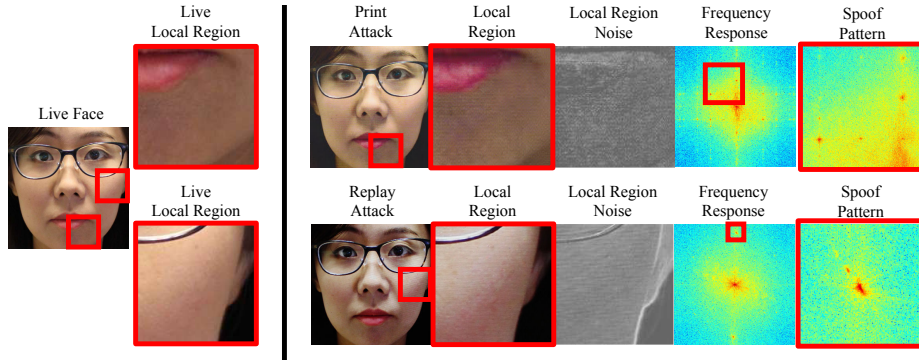 Live
Local Region
Live Face
Live
Local Region
Print
Attack
Local
Region
Local Region
Noise
Frequency
Response
Spoof
Pattern
Replay
Attack
Local
Region
Local Region
Noise
Frequency
Response
Spoof
Pattern